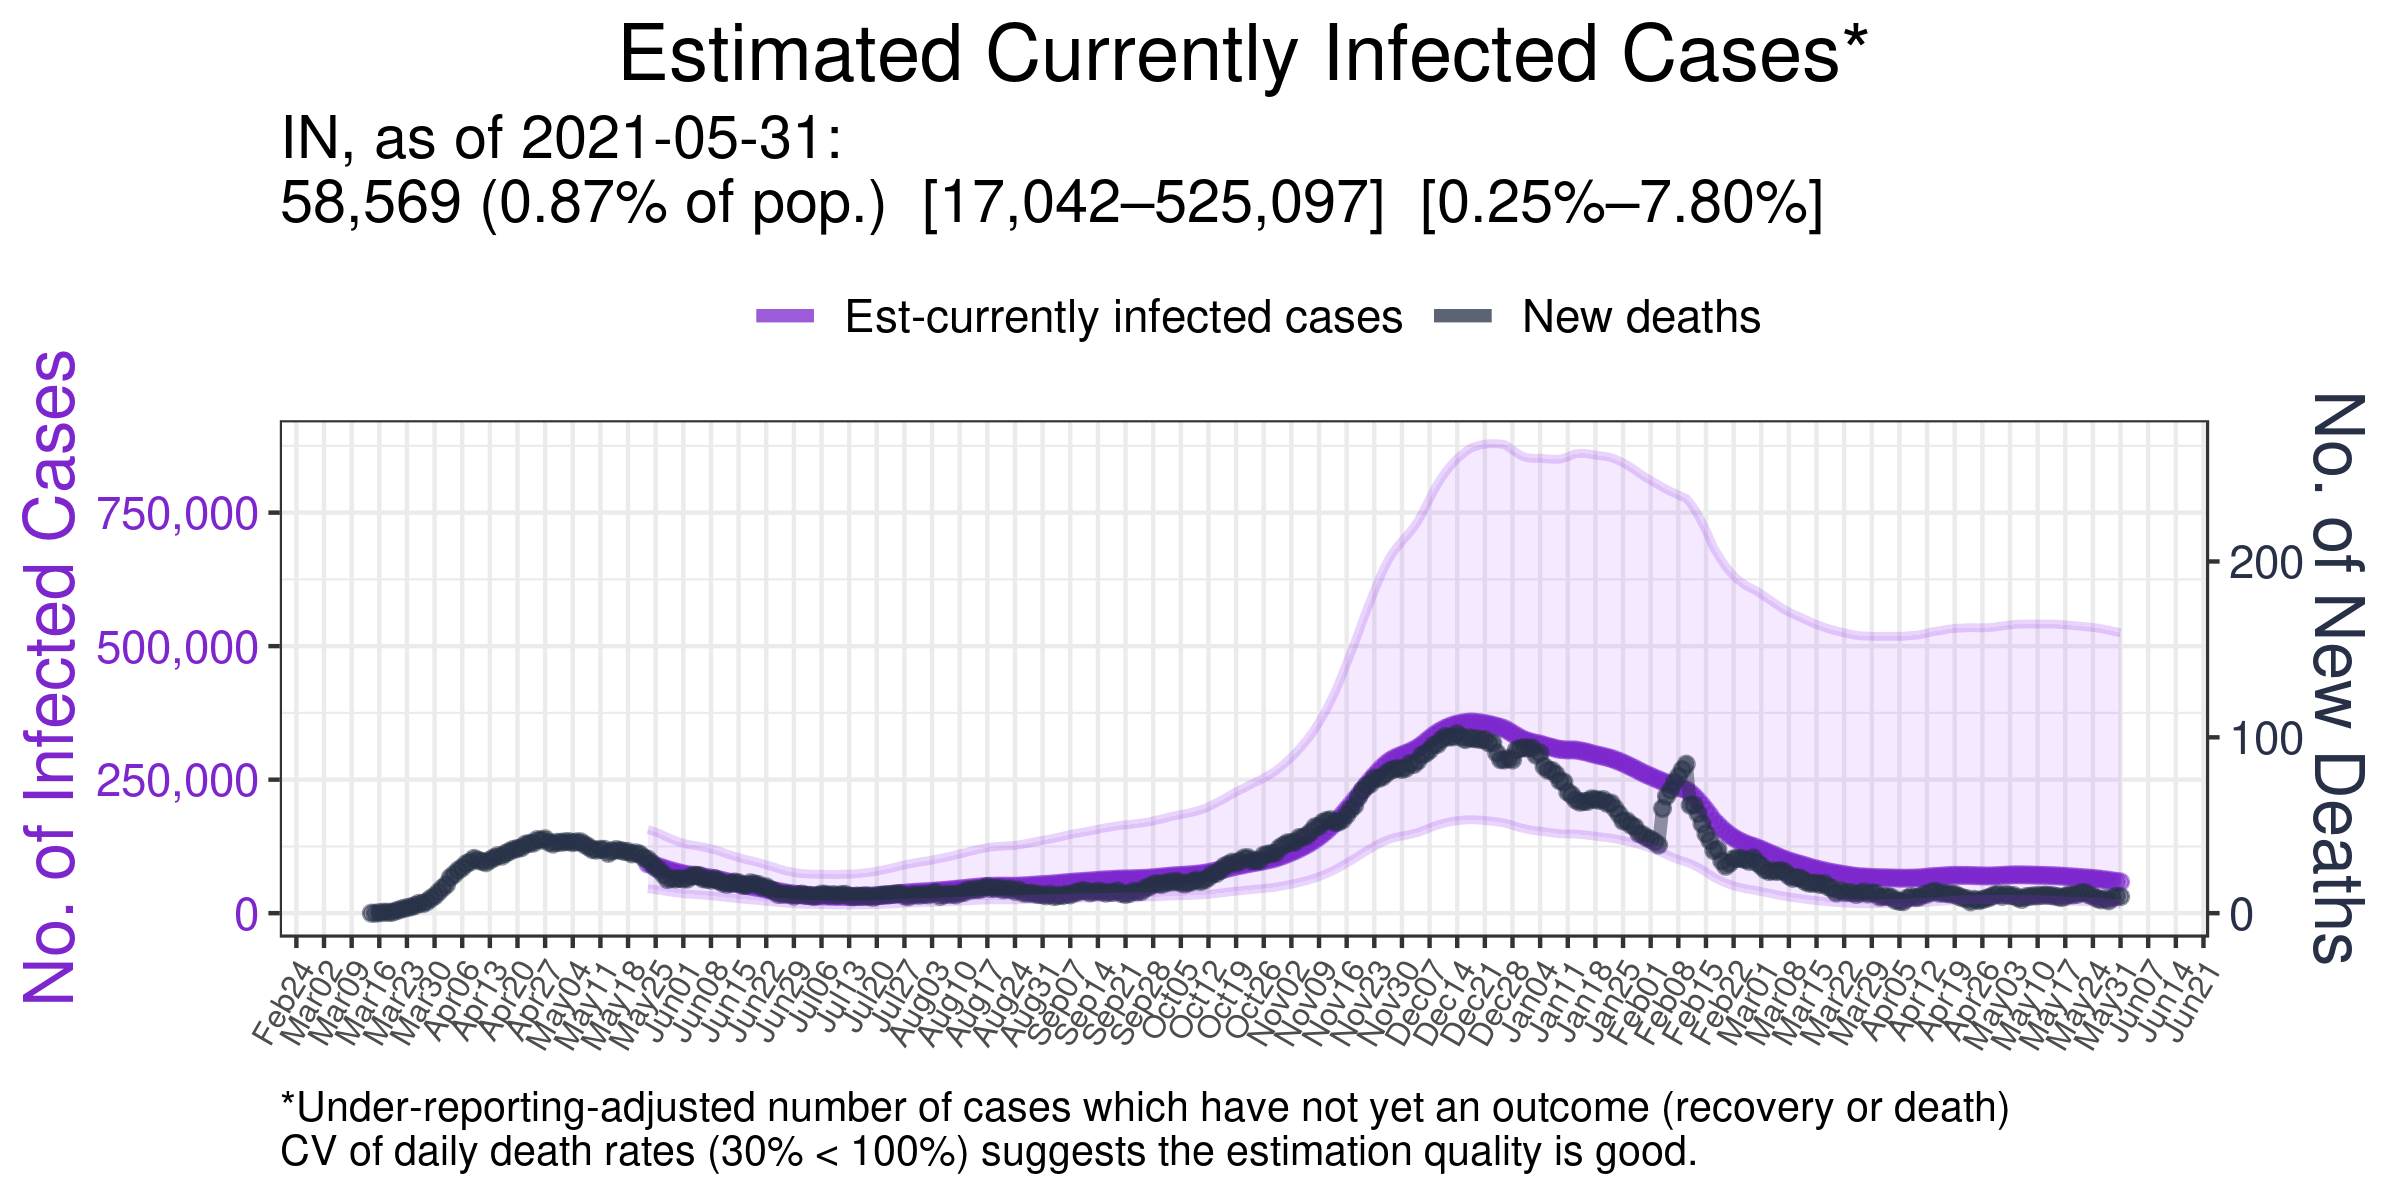 Estimated Currently Infected Cases*
IN, as of 2021-05-31:
58,569 (0.87% of pop.)  [17,042–525,097]  [0.25%–7.80%]
Est-currently infected cases
New deaths
No. of Infected Cases
750,000
500,000
250,000
0
No. of New Deaths
200
100
0
Feb24
Mar02
Mar09
Mar16
Mar23
Mar30
Apr06
Apr13
Apr20
Apr27
May04
May11
May18
May25
Jun01
Jun08
Jun15
Jun22
Jun29
Jul06
Jul13
Jul20
Jul27
Aug03
Aug10
Aug17
Aug24
Aug31
Sep07
Sep14
Sep21
Sep28
Oct05
Oct12
Oct19
Oct26
Nov02
Nov09
Nov16
Nov23
Nov30
Dec07
Dec14
Dec21
Dec28
Jan04
Jan11
Jan18
Jan25
Feb01
Feb08
Feb15
Feb22
Mar01
Mar08
Mar15
Mar22
Mar29
Apr05
Apr12
Apr19
Apr26
May03
May10
May17
May24
May31
Jun07
Jun14
Jun21
*Under-reporting-adjusted number of cases which have not yet an outcome (recovery or death)
CV of daily death rates (30% < 100%) suggests the estimation quality is good.